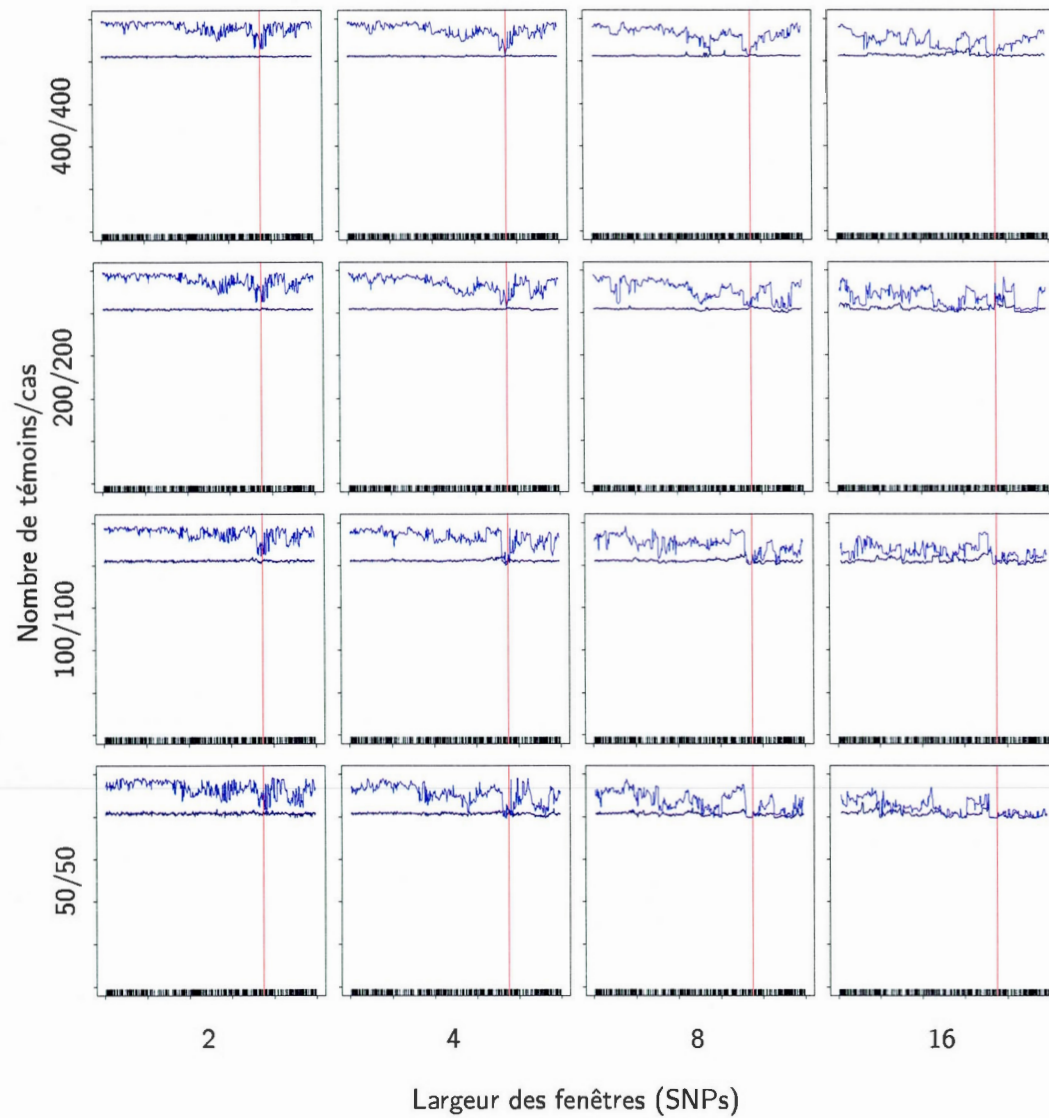 Nombre de témoins/cas
400/400
200/200
100/100
50/50
2 4 8 16
Largeur des fenêtres (SNPs)